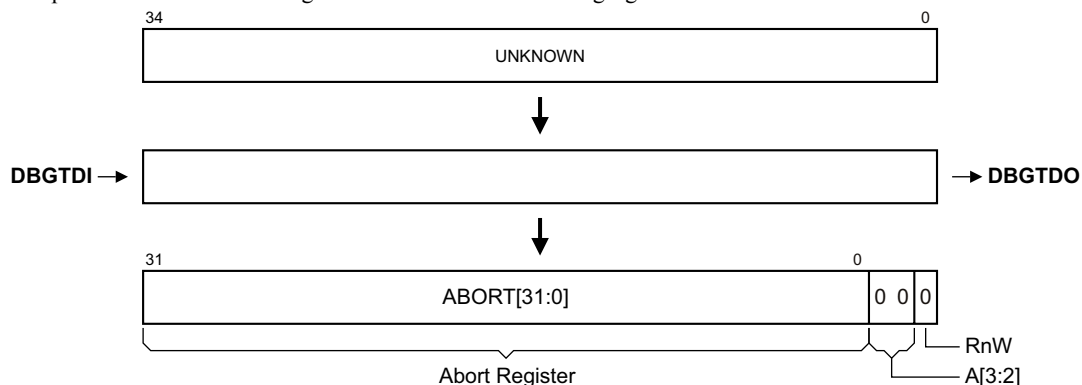 34 0
UNKNOWN
DBGTDI DBGTDO
31 0
ABORT[31:0] 0 0 0
RnW
Abort Register A[3:2]